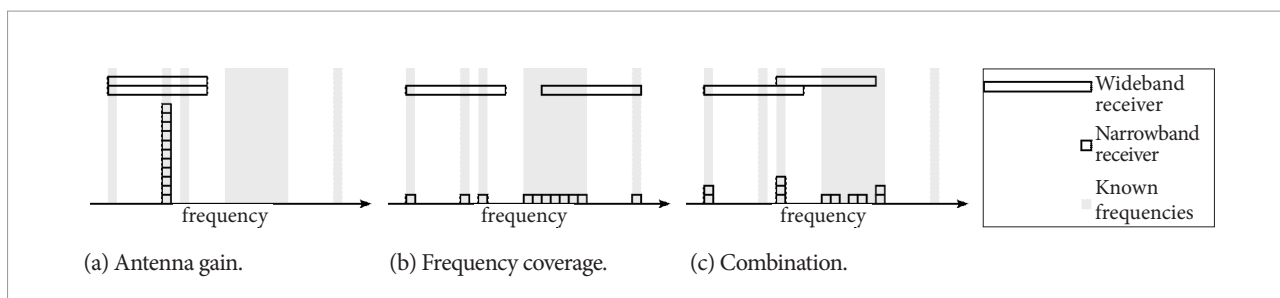 frequency
(a) Antenna gain.
frequency
(b) Frequency coverage.
frequency
(c) Combination.
Wideband
receiver
Narrowband
receiver
Known
frequencies